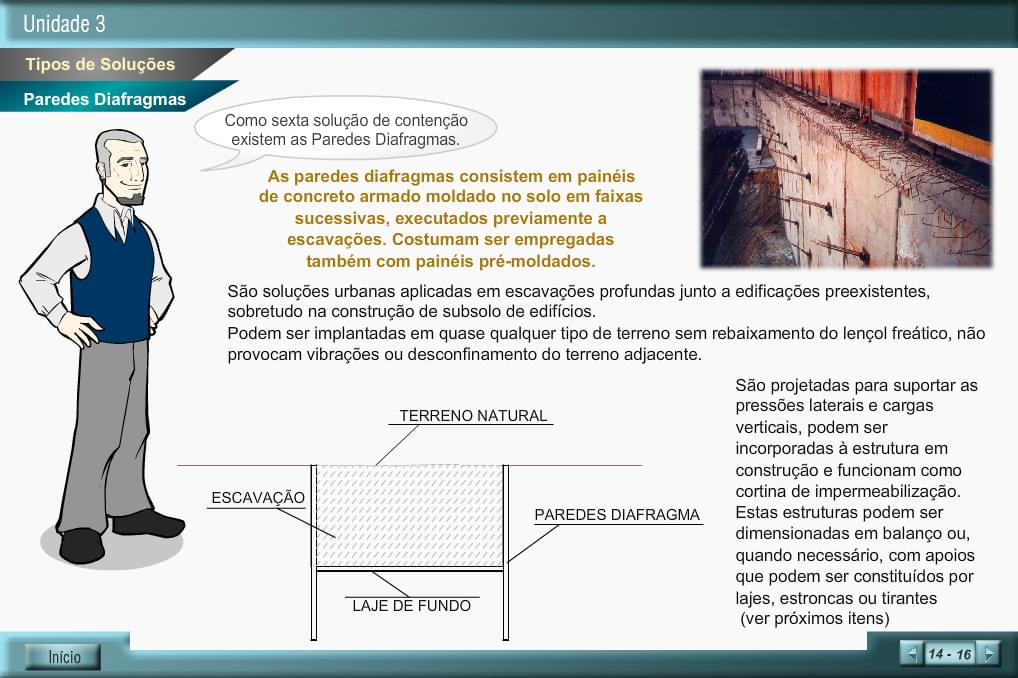 Unidade 3
Tipos de Soluções
Paredes Diafragmas
Como sexta solução de contenção
existem as Paredes Diafragmas.
As paredes diafragmas consistem em painéis
de concreto armado moldado no solo em faixas
sucessivas, executados previamente a
escavações. Costumam ser empregadas
também com painéis pré-moldados.
São soluções urbanas aplicadas em escavações profundas junto a edificações preexistentes,
sobretudo na construção de subsolo de edifícios.
Podem ser implantadas em quase qualquer tipo de terreno sem rebaixamento do lençol freático, não
provocam vibrações ou desconfinamento do terreno adjacente.
TERRENO NATURAL
ESCAVAÇÃO
PAREDES DIAFRAGMA
LAJE DE FUNDO
São projetadas para suportar as
pressões laterais e cargas
verticais, podem ser
incorporadas à estrutura em
construção e funcionam como
cortina de impermeabilização.
Estas estruturas podem ser
dimensionadas em balanço ou,
quando necessário, com apoios
que podem ser constituídos por
lajes, estroncas ou tirantes
(ver próximos itens)
Início
14 - 16